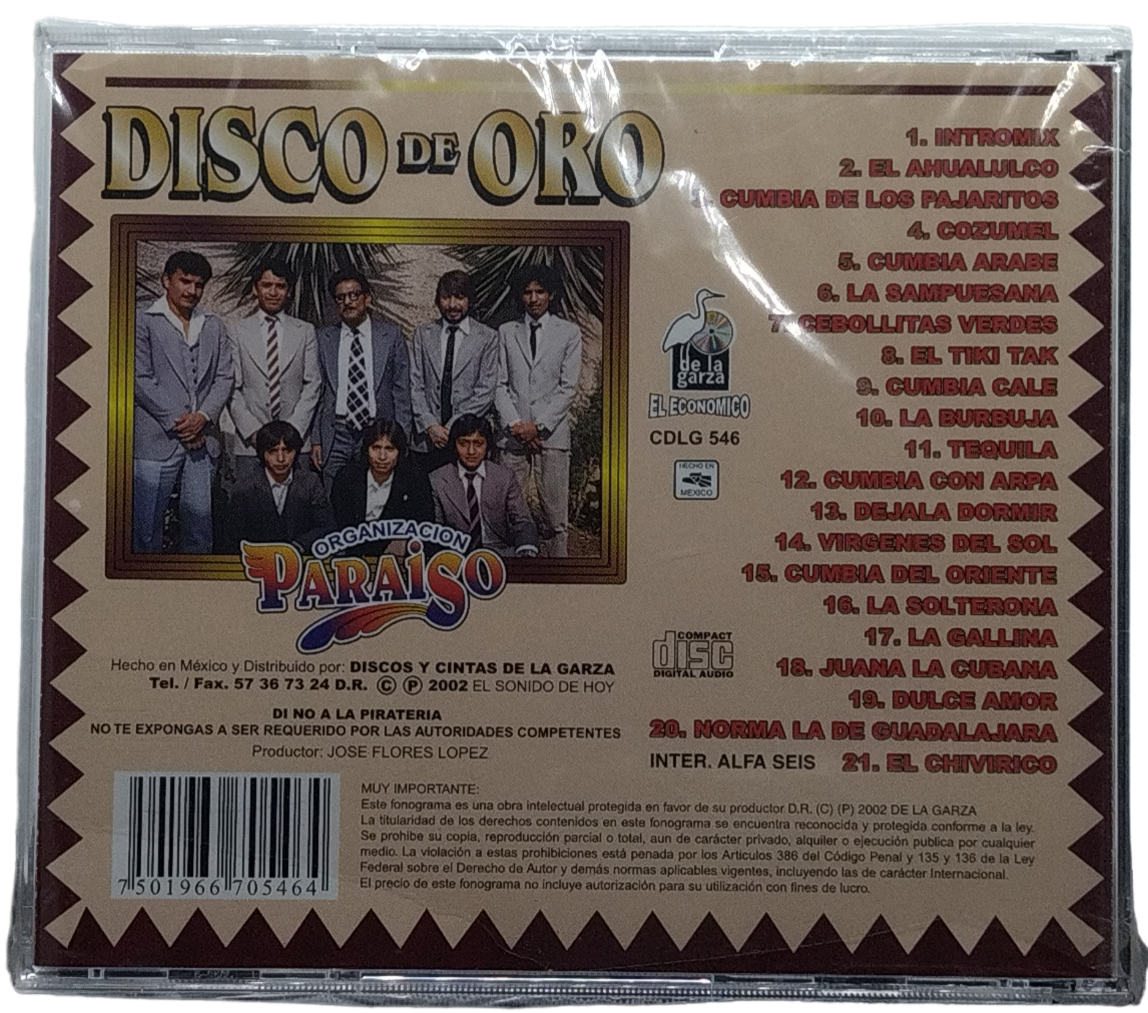 DISCO DE ORO
1. INTROMIX
2. EL AHUALULCO
3. CUMBIA DE LOS PAJARITOS
4. COZUMEL
5. CUMBIA ARABE
6. LA SAMPUESANA
7. CEBOLLITAS VERDES
8. EL TIKI TAK
9. CUMBIA CALE
10. LA BURBUJA
11. TEQUILA
12. CUMBIA CON ARPA
13. DEJALA DORMIR
14. VIRGENES DEL SOL
15. CUMBIA DEL ORIENTE
16. LA SOLTERONA
17. LA GALLINA
18. JUANA LA CUBANA
19. DULCE AMOR
20. NORMA LA DE GUADALAJARA
INTER. ALFA SEIS 21. EL CHIVIRICO
de la
garza
EL ECONOMICO
CDLG 546
HECHO EN
MEXICO
COMPACT
disc
DIGITAL AUDIO
ORGANIZACION
PARAiSO
Hecho en México y Distribuido por: DISCOS Y CINTAS DE LA GARZA
Tel. / Fax. 57 36 73 24 D.R. © ℗ 2002 EL SONIDO DE HOY
DI NO A LA PIRATERIA
NO TE EXPONGAS A SER REQUERIDO POR LAS AUTORIDADES COMPETENTES
Productor: JOSE FLORES LOPEZ
7 501966 705464
MUY IMPORTANTE:
Este fonograma es una obra intelectual protegida en favor de su productor D.R. (C) (P) 2002 DE LA GARZA
La titularidad de los derechos contenidos en este fonograma se encuentra reconocida y protegida conforme a la ley.
Se prohibe su copia, reproducción parcial o total, aun de carácter privado, alquiler o ejecución publica por cualquier
medio. La violación a estas prohibiciones está penada por los Articulos 386 del Código Penal y 135 y 136 de la Ley
Federal sobre el Derecho de Autor y demás normas aplicables vigentes, incluyendo las de carácter Internacional.
El precio de este fonograma no incluye autorización para su utilización con fines de lucro.